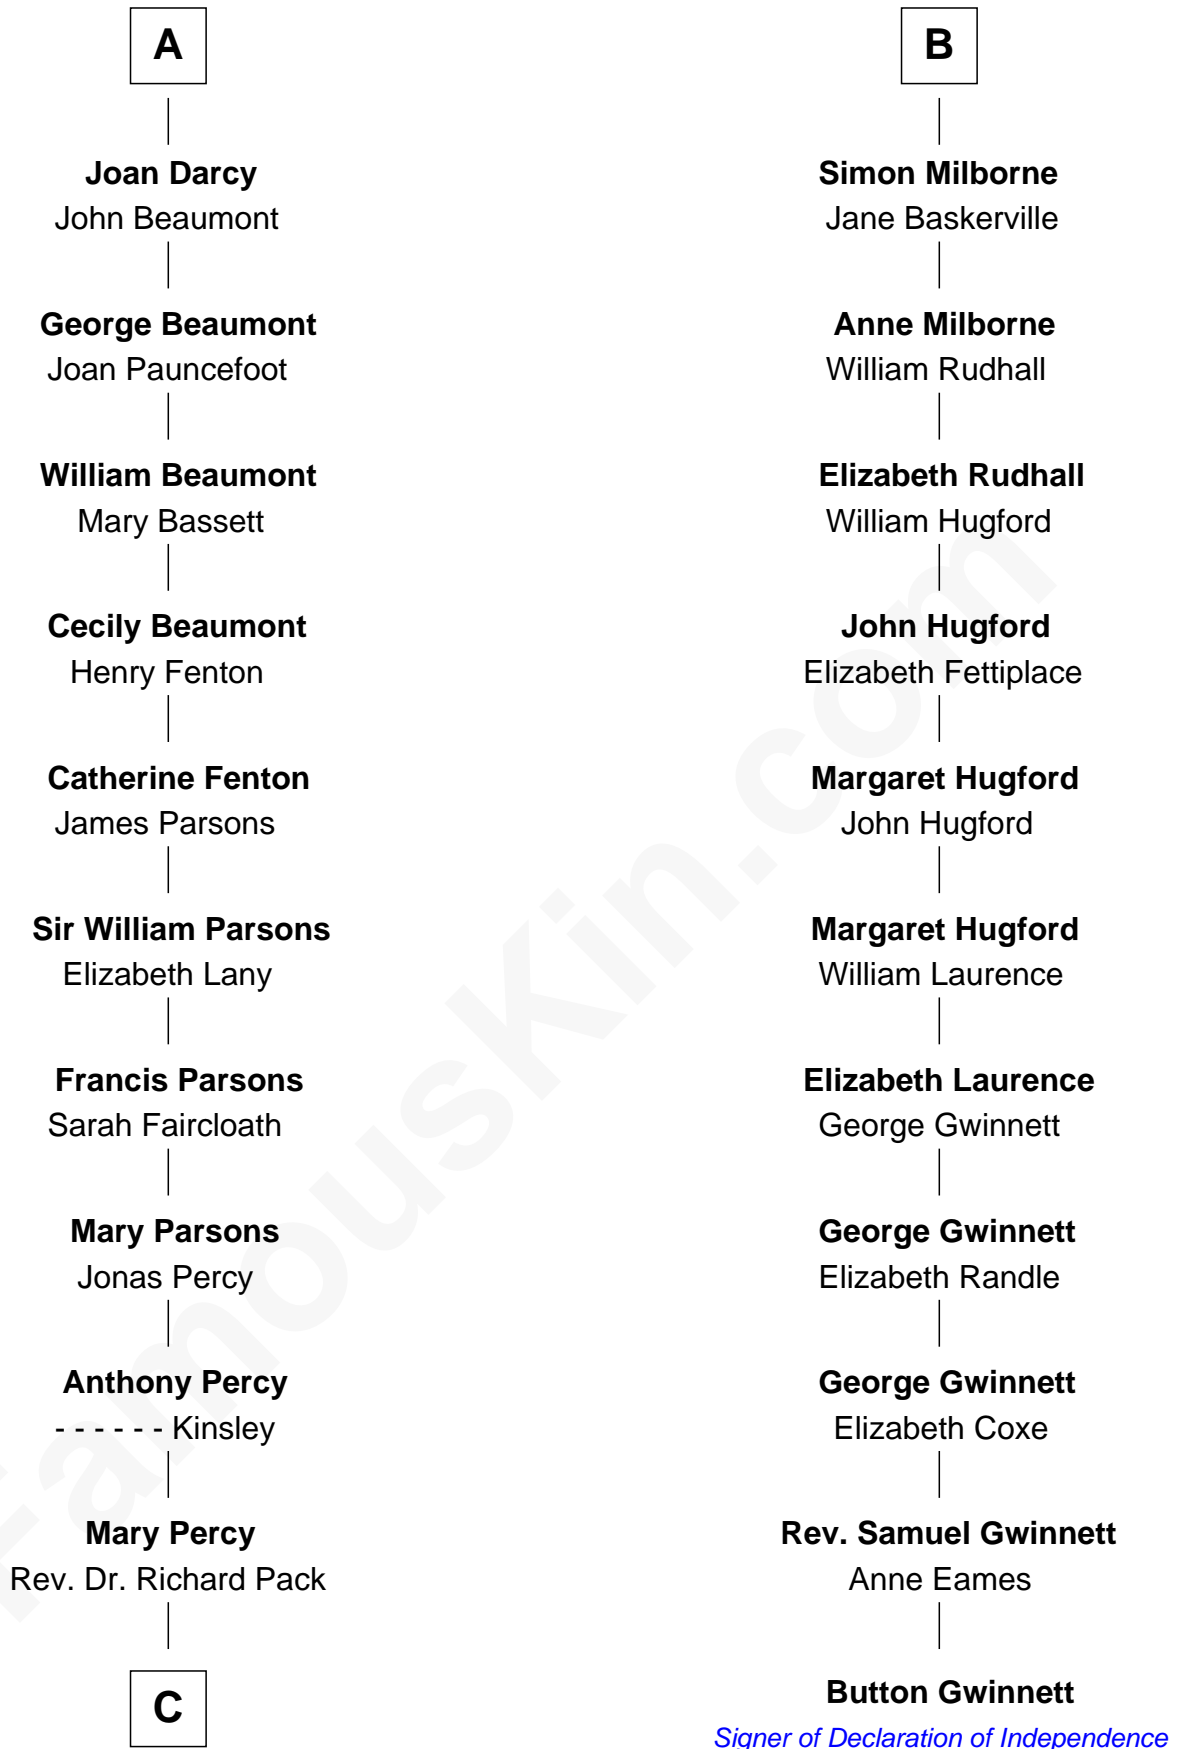 A
Joan Darcy
John Beaumont
George Beaumont
Joan Pauncefoot
William Beaumont
Mary Bassett
Cecily Beaumont
Henry Fenton
Catherine Fenton
James Parsons
Sir William Parsons
Elizabeth Lany
Francis Parsons
Sarah Faircloath
Mary Parsons
Jonas Percy
Anthony Percy
- - - - - - Kinsley
Mary Percy
Rev. Dr. Richard Pack
C
B
Simon Milborne
Jane Baskerville
Anne Milborne
William Rudhall
Elizabeth Rudhall
William Hugford
John Hugford
Elizabeth Fettiplace
Margaret Hugford
John Hugford
Margaret Hugford
William Laurence
Elizabeth Laurence
George Gwinnett
George Gwinnett
Elizabeth Randle
George Gwinnett
Elizabeth Coxe
Rev. Samuel Gwinnett
Anne Eames
Button Gwinnett
Signer of Declaration of Independence
FamousKin.com